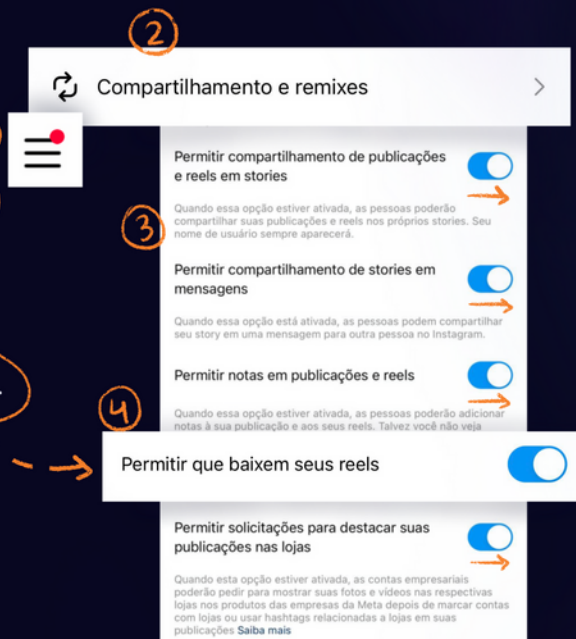 2
Compartilhamento e remixes
Permitir compartilhamento de publicações
e reels em stories
Quando essa opção estiver ativada, as pessoas poderão
compartilhar suas publicações e reels nos próprios stories. Seu
nome de usuário sempre aparecerá.
3
Permitir compartilhamento de stories em
mensagens
Quando essa opção está ativada, as pessoas podem compartilhar
seu story em uma mensagem para outra pessoa no Instagram.
Permitir notas em publicações e reels
4
Quando essa opção estiver ativada, as pessoas poderão adicionar
notas à sua publicação e aos seus reels. Talvez você não veja
Permitir que baixem seus reels
Permitir solicitações para destacar suas
publicações nas lojas
Quando esta opção estiver ativada, as contas empresariais
poderão pedir para mostrar suas fotos e vídeos nas respectivas
lojas nos produtos das empresas da Meta depois de marcar contas
com lojas ou usar hashtags relacionadas a lojas em suas
publicações Saiba mais